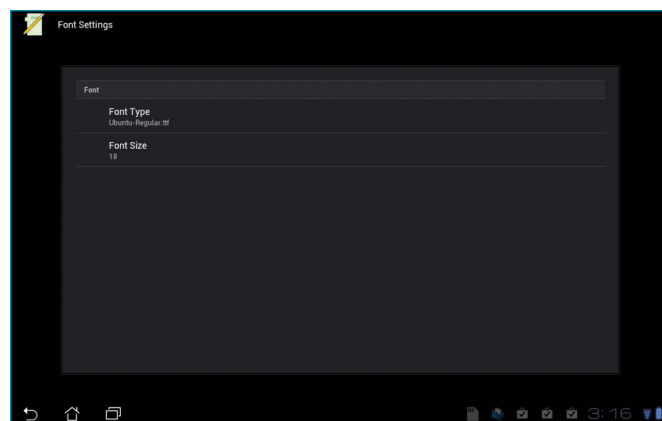 Font Settings
Font
Font Type
Ubuntu-Regular.ttf
Font Size
18
3:16